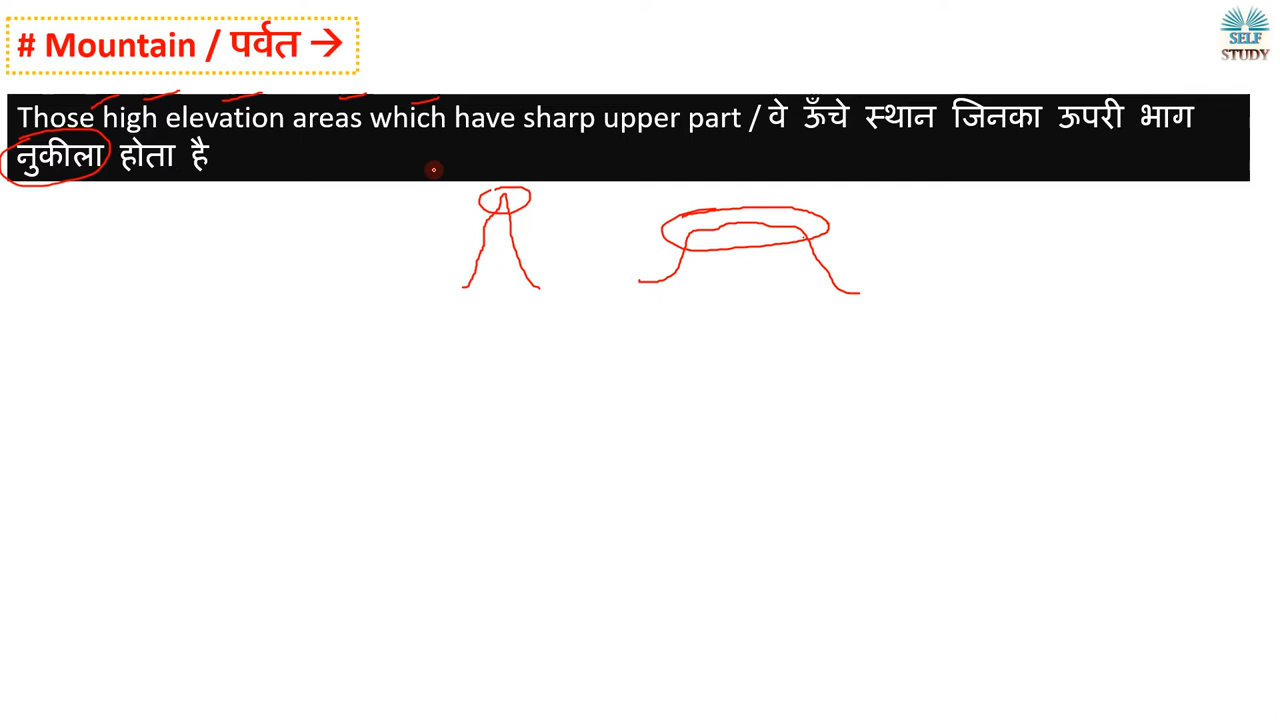 # Mountain / पर्वत →
SELF
STUDY
Those high elevation areas which have sharp upper part / वे ऊँचे स्थान जिनका ऊपरी भाग
नुकीला होता है